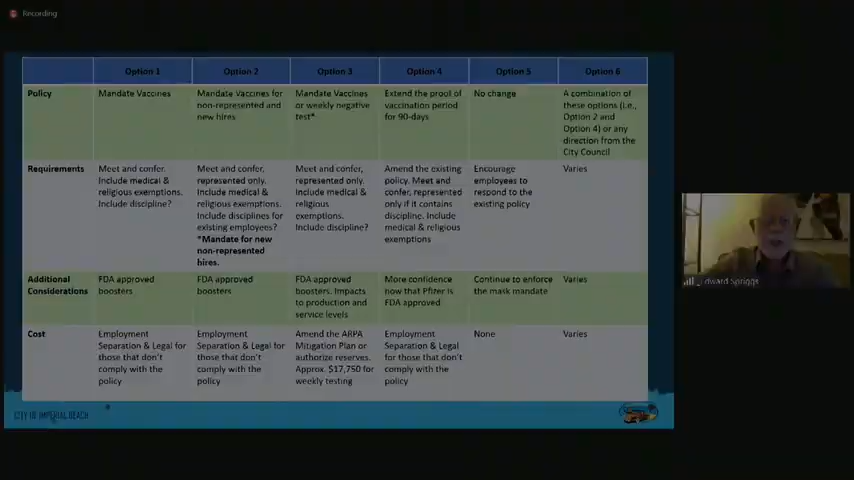 Recording
Option 1
Option 2
Option 3
Option 4
Option 5
Option 6
Policy
Mandate Vaccines
Mandate Vaccines for
non-represented and
new hires
Mandate Vaccines
or weekly negative
test*
Extend the proof of
vaccination period
for 90-days
No change
A combination of
these options (i.e.,
Option 2 and
Option 4) or any
direction from the
City Council
Requirements
Meet and confer.
Include medical &
religious exemptions.
Include discipline?
Meet and confer,
represented only.
Include medical &
religious exemptions.
Include disciplines for
existing employees?
*Mandate for new
non-represented
hires.
Meet and confer,
represented only.
Include medical &
religious
exemptions.
Include discipline?
Amend the existing
policy. Meet and
confer, represented
only if it contains
discipline. Include
medical & religious
exemptions
Encourage
employees to
respond to the
existing policy
Varies
Additional
Considerations
FDA approved
boosters
FDA approved
boosters
FDA approved
boosters. Impacts
to production and
service levels
More confidence
now that Pfizer is
FDA approved
Continue to enforce
the mask mandate
Varies
Cost
Employment
Separation & Legal for
those that don't
comply with the
policy
Employment
Separation & Legal for
those that don't
comply with the
policy
Amend the ARPA
Mitigation Plan or
authorize reserves.
Approx. $17,750 for
weekly testing
Employment
Separation & Legal
for those that don't
comply with the
policy
None
Varies
Edward Spriggs
CITY OF IMPERIAL BEACH